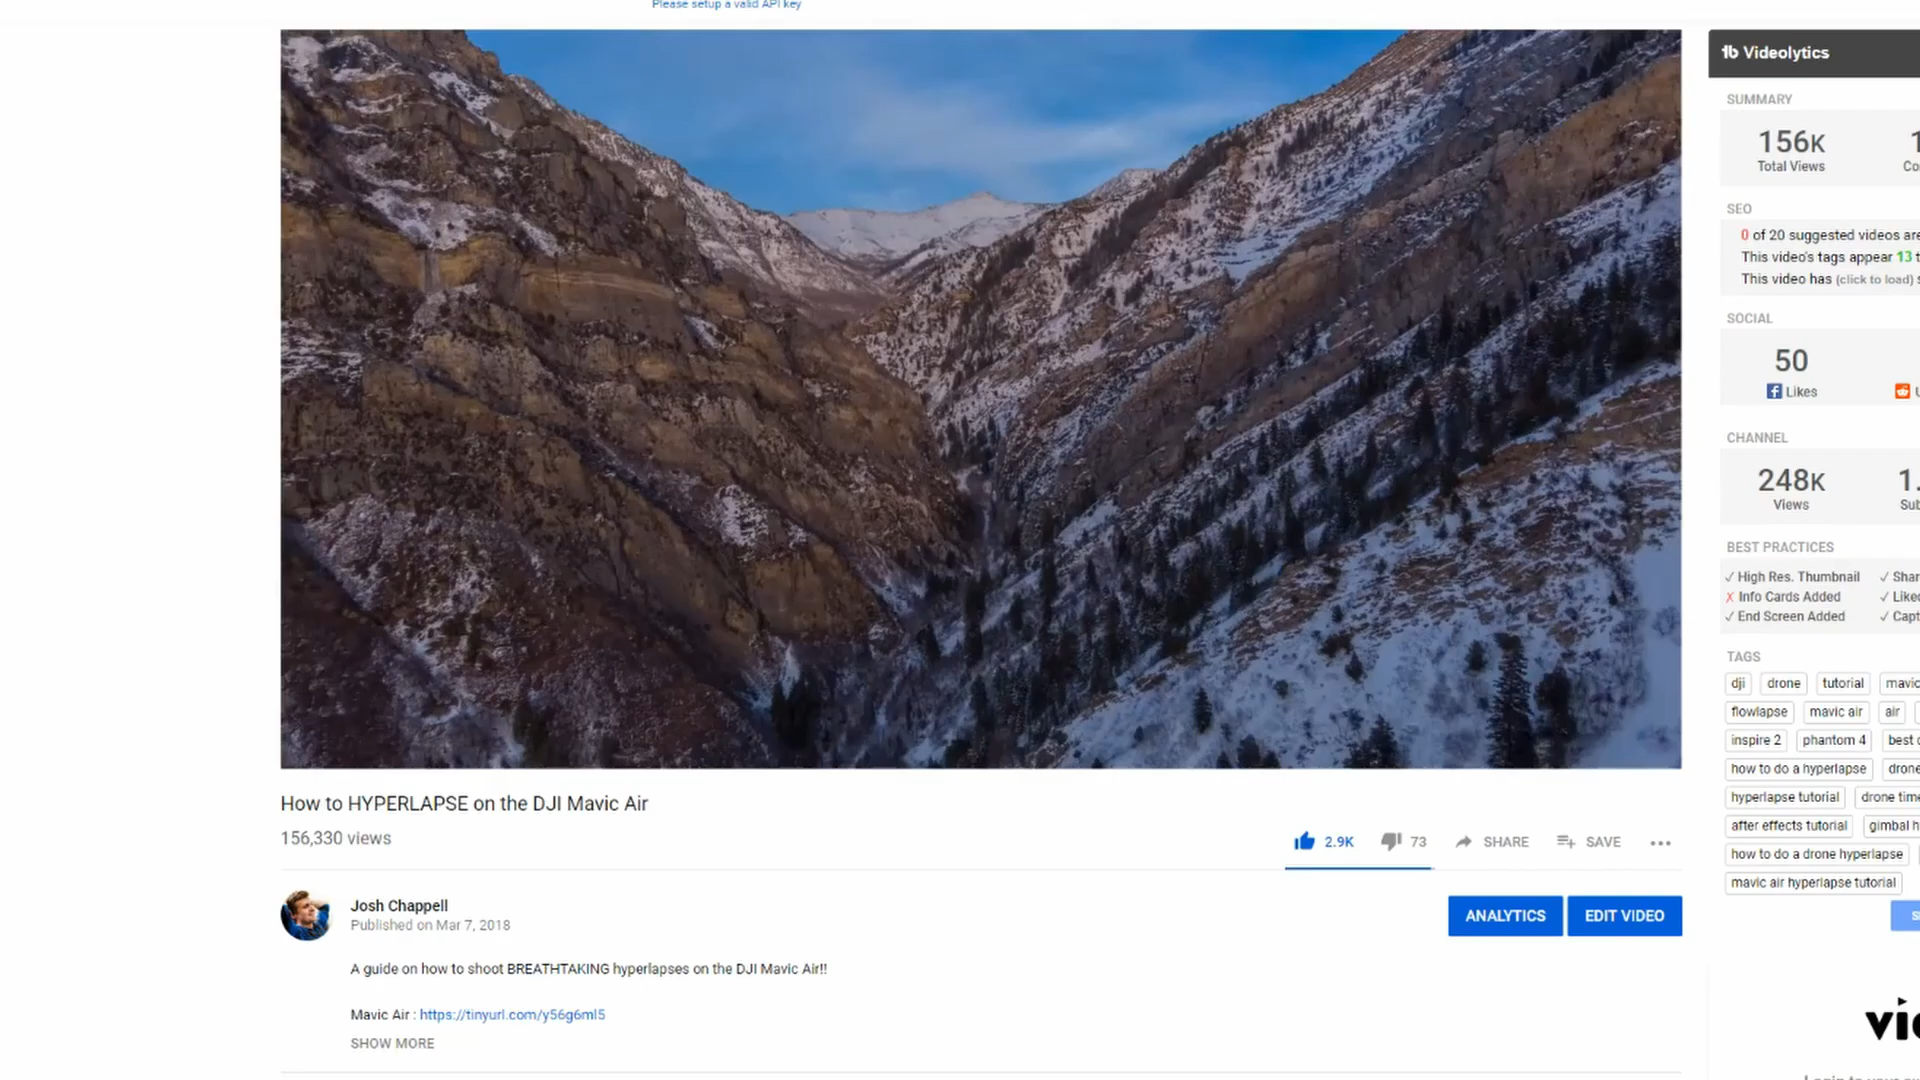 Please setup a valid API key
Videolytics
SUMMARY
156K
Total Views
SEO
0 of 20 suggested videos are
This video's tags appear 13
This video has (click to load)
SOCIAL
50
Likes
CHANNEL
248K
Views
BEST PRACTICES
✓ High Res. Thumbnail
X Info Cards Added
✓ End Screen Added
TAGS
dji drone tutorial mavic
flowlapse mavic air air
inspire 2 phantom 4 best
how to do a hyperlapse drone
hyperlapse tutorial drone
after effects tutorial gimbal
how to do a drone hyperlapse
mavic air hyperlapse tutorial
How to HYPERLAPSE on the DJI Mavic Air
156,330 views
2.9K 73 SHARE SAVE
Josh Chappell
Published on Mar 7, 2018
ANALYTICS EDIT VIDEO
A guide on how to shoot BREATHTAKING hyperlapses on the DJI Mavic Air!!
Mavic Air : https://tinyurl.com/y56g6ml5
SHOW MORE